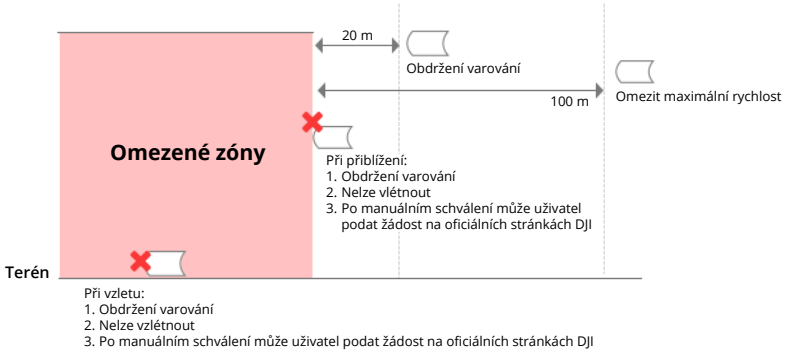 20 m
Obdržení varování
100 m
Omezit maximální rychlost
Omezené zóny
Při přiblížení:
1. Obdržení varování
2. Nelze vlétnout
3. Po manuálním schválení může uživatel
podat žádost na oficiálních stránkách DJI
Terén
Při vzletu:
1. Obdržení varování
2. Nelze vzlétnout
3. Po manuálním schválení může uživatel podat žádost na oficiálních stránkách DJI